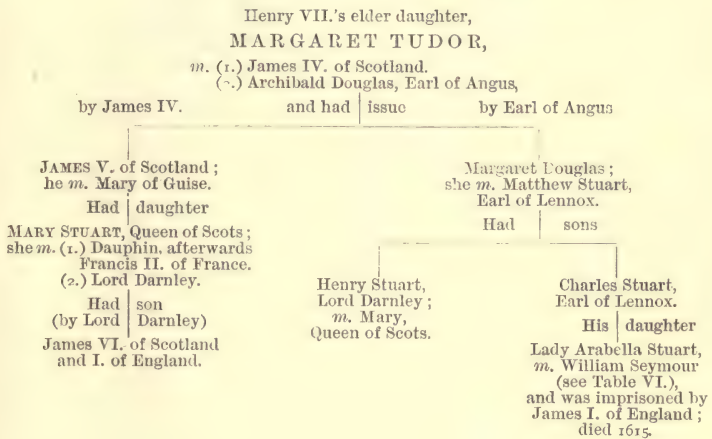 Henry VII.'s elder daughter,
MARGARET TUDOR,
m. (1.) James IV. of Scotland.
(2.) Archibald Douglas, Earl of Angus,
by James IV. and had issue by Earl of Angus
JAMES V. of Scotland ;
he m. Mary of Guise.
Had daughter
MARY STUART, Queen of Scots ;
she m. (1.) Dauphin, afterwards
Francis II. of France.
(2.) Lord Darnley.
Had son
(by Lord Darnley)
James VI. of Scotland
and I. of England.
Margaret Douglas ;
she m. Matthew Stuart,
Earl of Lennox.
Had sons
Henry Stuart,
Lord Darnley ;
m. Mary,
Queen of Scots.
Charles Stuart,
Earl of Lennox.
His daughter
Lady Arabella Stuart,
m. William Seymour
(see Table VI.),
and was imprisoned by
James I. of England ;
died 1615.